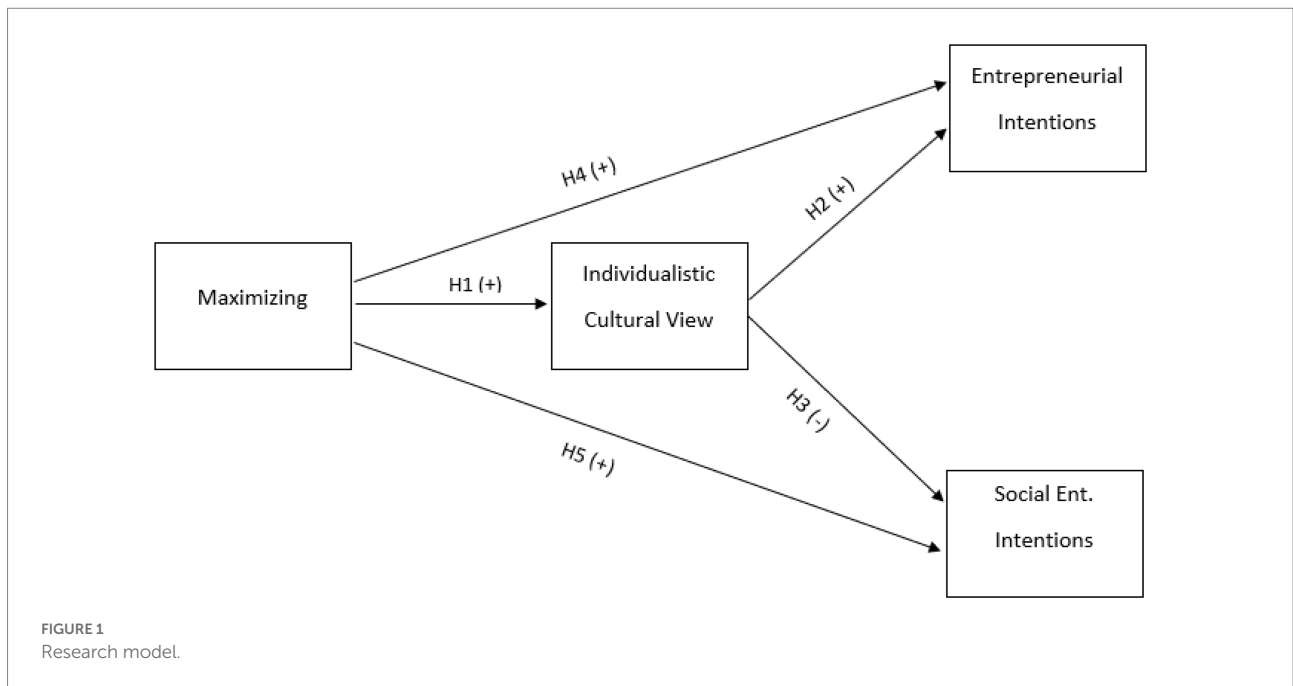 Entrepreneurial
Intentions
H4 (+)
H2 (+)
Maximizing
H1 (+)
Individualistic
Cultural View
H3 (-)
H5 (+)
Social Ent.
Intentions
FIGURE 1
Research model.